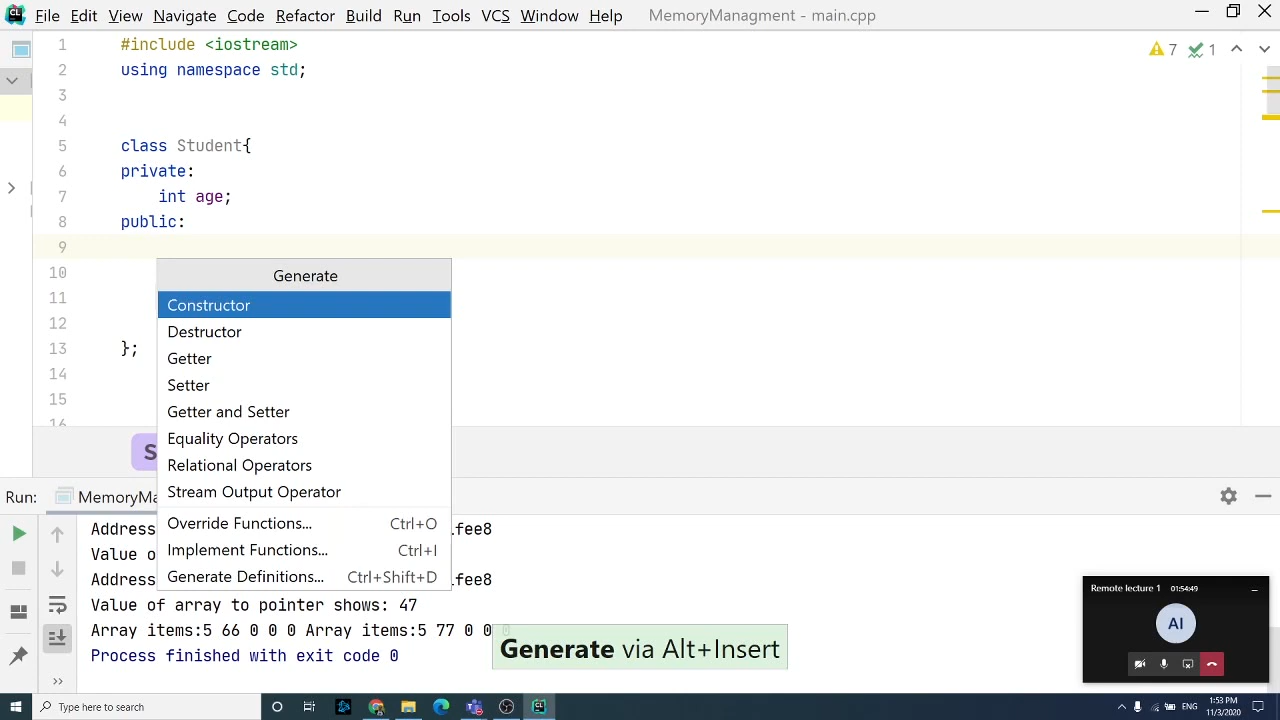 CL File Edit View Navigate Code Refactor Build Run Tools VCS Window Help MemoryManagment - main.cpp
1 #include <iostream>
2 using namespace std;
3
4
5 class Student{
6 private:
7 int age;
8 public:
9
10
11
12
13 };
14
15
16
7 1
Generate
Constructor
Destructor
Getter
Setter
Getter and Setter
Equality Operators
Relational Operators
Stream Output Operator
Override Functions... Ctrl+O
Implement Functions... Ctrl+I
Generate Definitions... Ctrl+Shift+D
S
Run: MemoryMa
Address fee8
Value o
Address fee8
Value of array to pointer shows: 47
Array items:5 66 0 0 0 Array items:5 77 0 0 0
Process finished with exit code 0
Generate via Alt+Insert
Remote lecture 1 01:54:49
AI
Type here to search
ENG
1:53 PM
11/3/2020